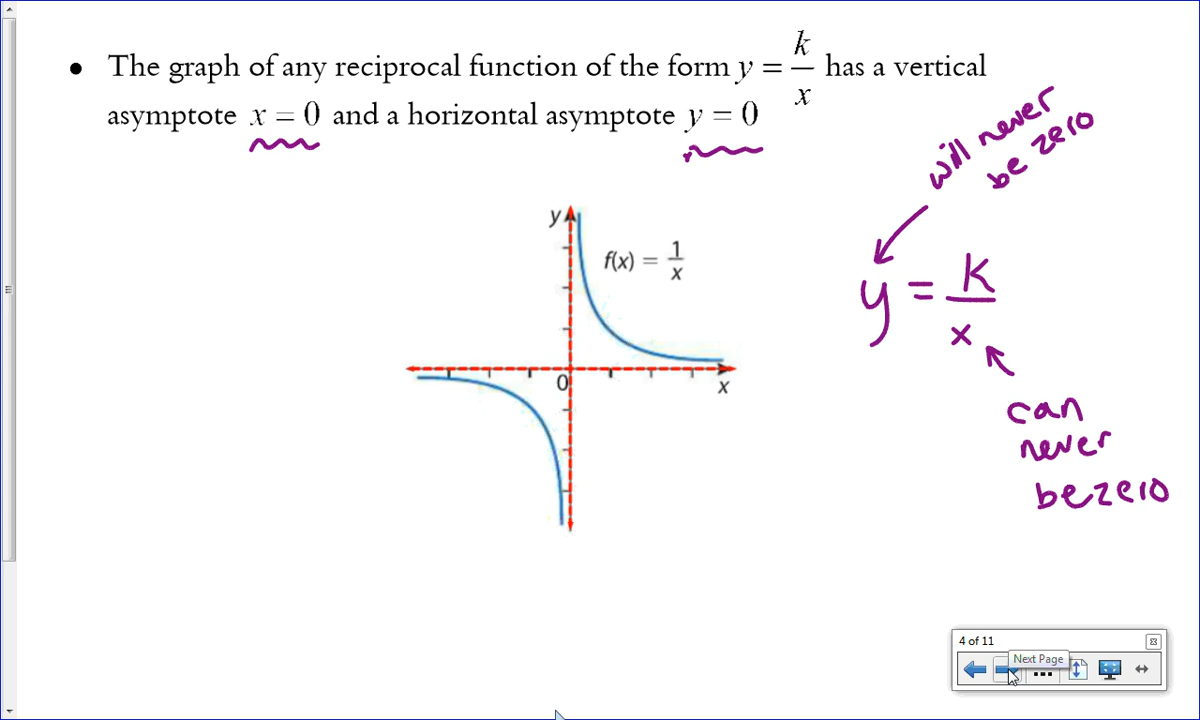 • The graph of any reciprocal function of the form y = k/x has a vertical
asymptote x = 0 and a horizontal asymptote y = 0
will never
be zero
y
f(x) = 1/x
y = k/x
0
x
can
never
be zero
4 of 11
Next Page